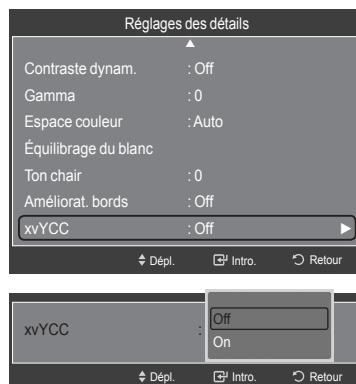 Réglages des détails
Contraste dynam. : Off
Gamma : 0
Espace couleur : Auto
Équilibrage du blanc
Ton chair : 0
Améliorat. bords : Off
xvYCC : Off
Dépl. Intro. Retour
xvYCC : Off
On
Dépl. Intro. Retour